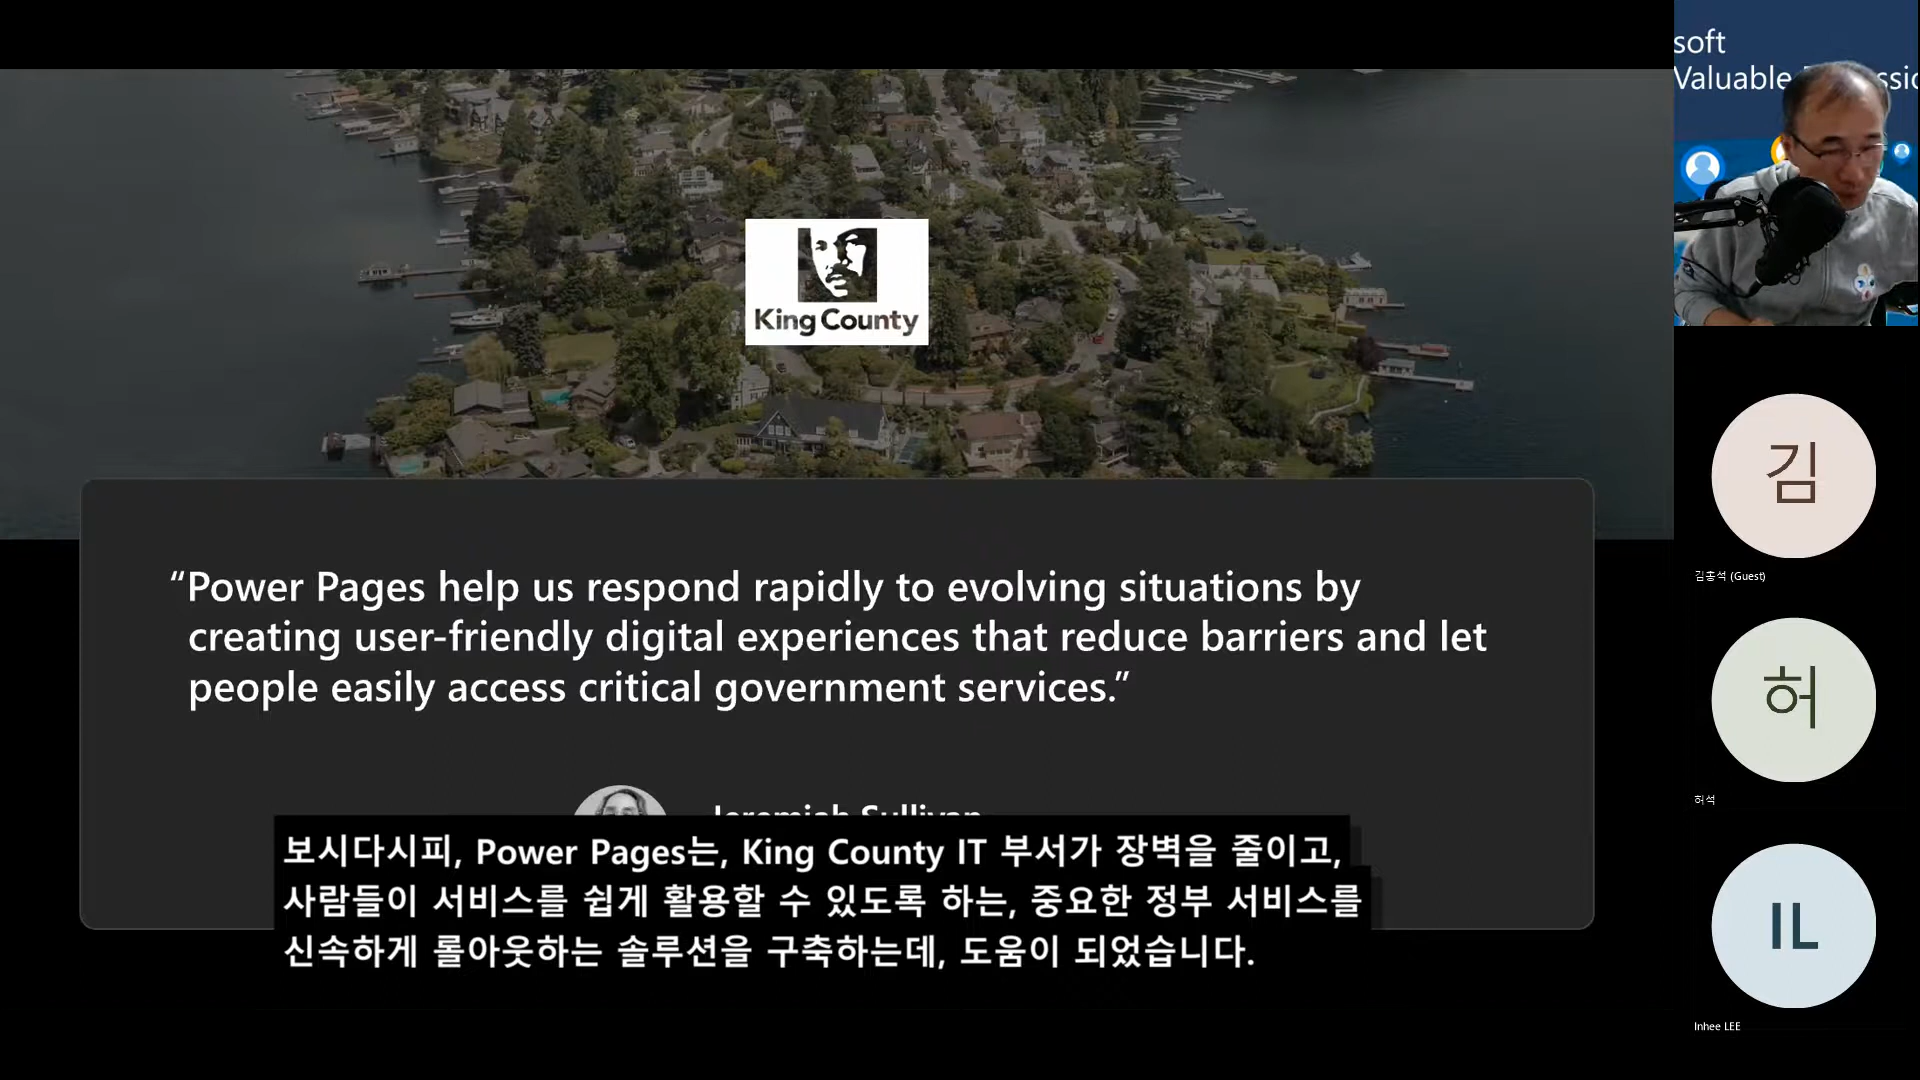 King County
“Power Pages help us respond rapidly to evolving situations by
creating user-friendly digital experiences that reduce barriers and let
people easily access critical government services.”
Jeremiah Sullivan
보시다시피, Power Pages는, King County IT 부서가 장벽을 줄이고,
사람들이 서비스를 쉽게 활용할 수 있도록 하는, 중요한 정부 서비스를
신속하게 롤아웃하는 솔루션을 구축하는데, 도움이 되었습니다.
soft
Valuable
김
김홍석 (Guest)
허
허석
IL
Inhee LEE